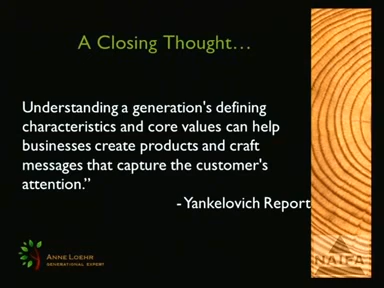 A Closing Thought…
Understanding a generation's defining
characteristics and core values can help
businesses create products and craft
messages that capture the customer's
attention.”
- Yankelovich Report
ANNE LOEHR
GENERATIONAL EXPERT
NAIFA